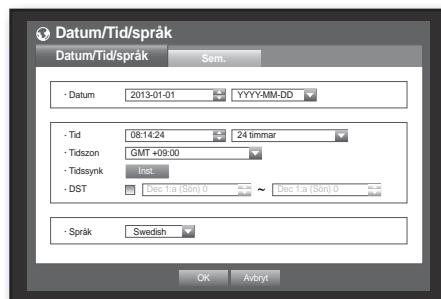 Datum/Tid/språk
Datum/Tid/språk Sem.
· Datum 2013-01-01 YYYY-MM-DD
· Tid 08:14:24 24 timmar
· Tidszon GMT +09:00
· Tidssynk Inst.
· DST Dec 1:a (Sön) 0 ~ Dec 1:a (Sön) 0
· Språk Swedish
OK Avbryt